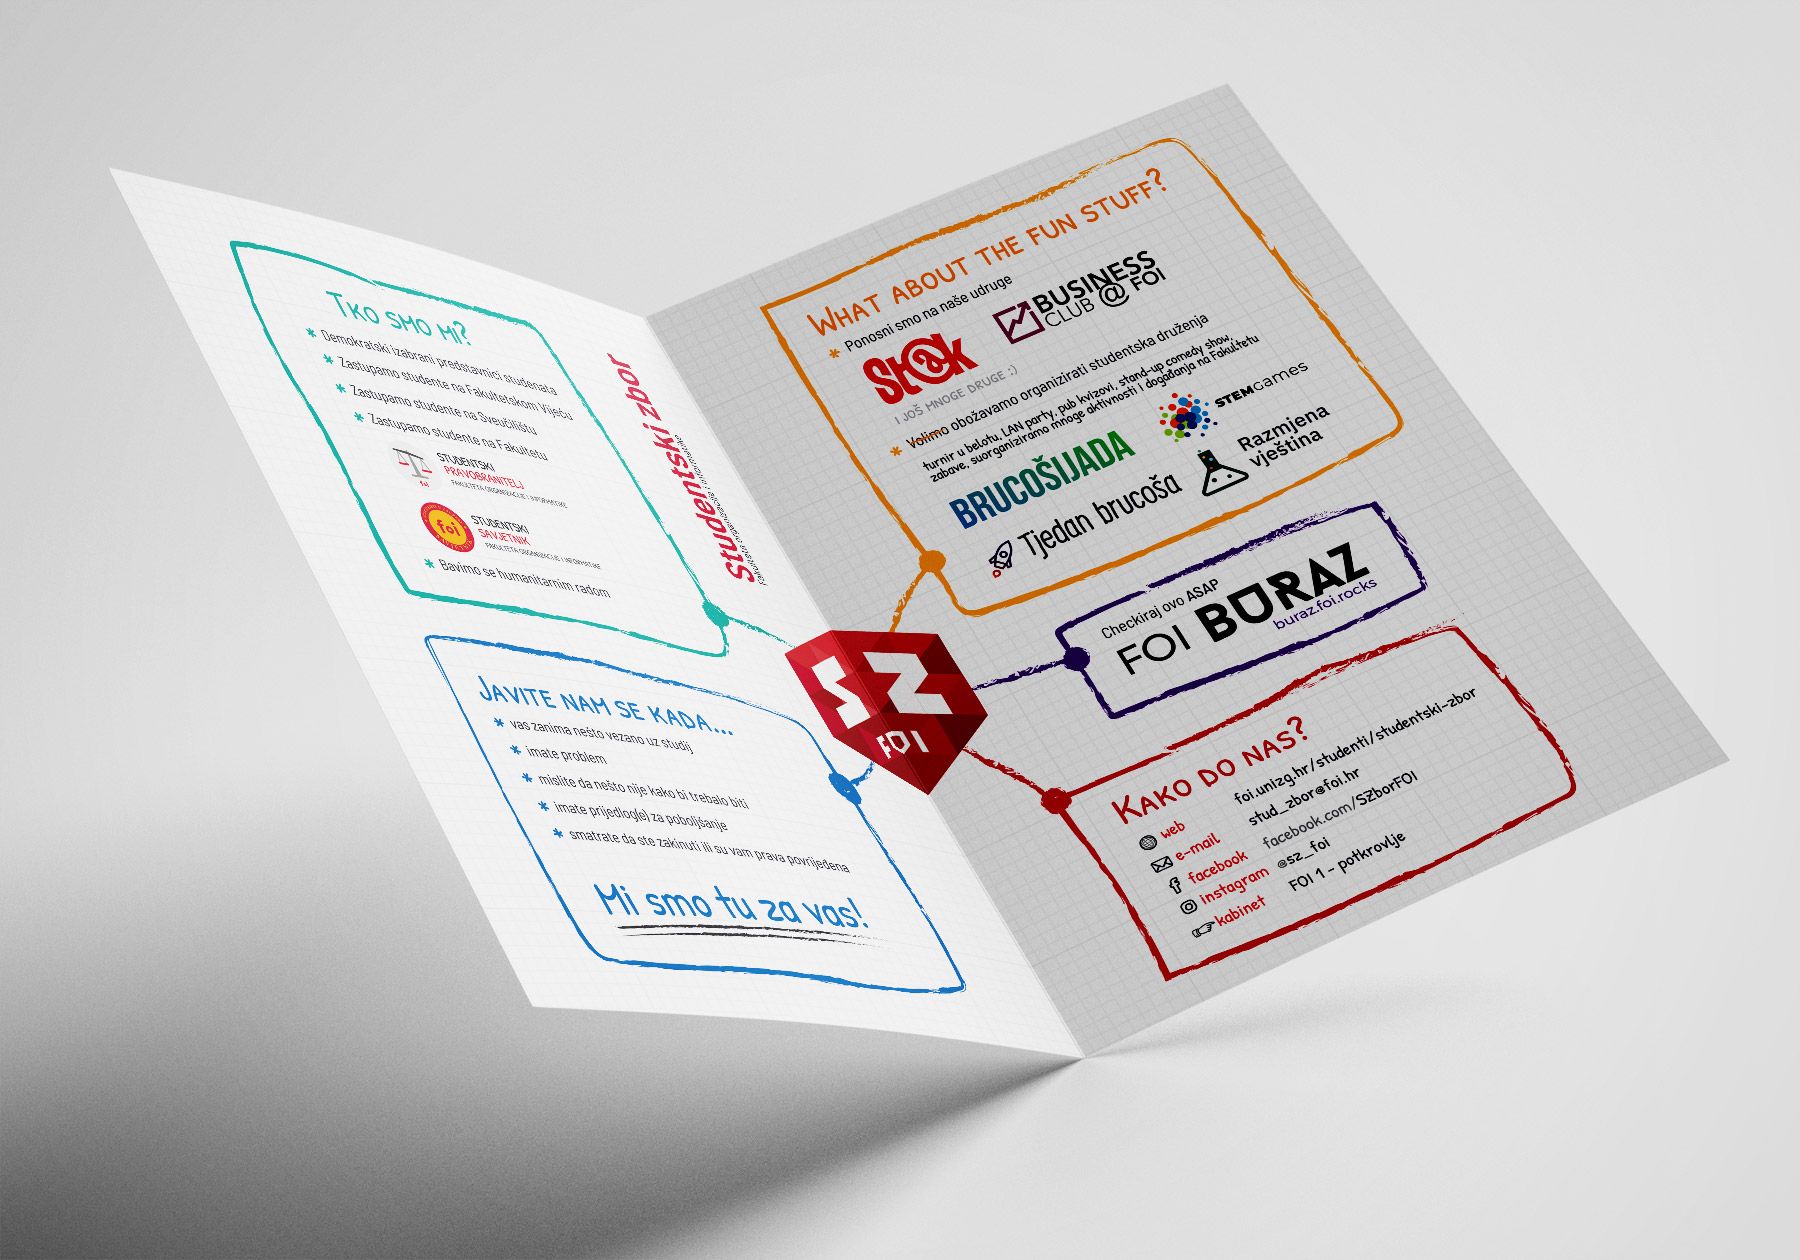 Tko smo mi?
* Demokratski izabrani predstavnici studenata
* Zastupamo studente na Fakultetskom Vijeću
* Zastupamo studente na Sveučilištu
* Zastupamo studente na Fakultetu
foi
STUDENTSKI
PRAVOBRANITELJ
FAKULTETA ORGANIZACIJE I INFORMATIKE
foi
STUDENTSKI
SAVJETNIK
FAKULTETA ORGANIZACIJE I INFORMATIKE
* Bavimo se humanitarnim radom
Studentski zbor
Fakulteta organizacije i informatike
Javite nam se kada...
* vas zanima nešto vezano uz studij
* imate problem
* mislite da nešto nije kako bi trebalo biti
* imate prijedlog(e) za poboljšanje
* smatrate da ste zakinuti ili su vam prava povrijeđena
Mi smo tu za vas!
SZ
FOI
What about the fun stuff?
* Ponosni smo na naše udruge
St@k
BUSINESS
CLUB @ FOI
I JOŠ MNOGE DRUGE :)
* Volimo obožavamo organizirati studentska druženja
turnir u belotu, LAN party, pub kvizovi, stand-up comedy show,
zabave, suorganiziramo mnoge aktivnosti i događanja na Fakultetu
BRUCOŠIJADA
STEMGAMES
Tjedan brucoša
Razmjena
vještina
Checkiraj ovo ASAP
FOI BURAZ
buraz.foi.rocks
Kako do nas?
web foi.unizg.hr/studenti/studentski-zbor
e-mail stud_zbor@foi.hr
facebook facebook.com/SZborFOI
instagram @sz_foi
kabinet FOI 1 - potkrovlje